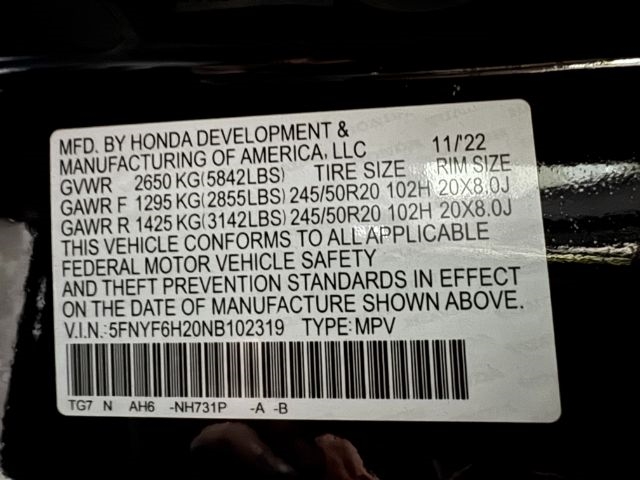 MFD. BY HONDA DEVELOPMENT &
MANUFACTURING OF AMERICA, LLC 11/'22
GVWR 2650 KG(5842LBS) TIRE SIZE RIM SIZE
GAWR F 1295 KG(2855LBS) 245/50R20 102H 20X8.0J
GAWR R 1425 KG(3142LBS) 245/50R20 102H 20X8.0J
THIS VEHICLE CONFORMS TO ALL APPLICABLE
FEDERAL MOTOR VEHICLE SAFETY
AND THEFT PREVENTION STANDARDS IN EFFECT
ON THE DATE OF MANUFACTURE SHOWN ABOVE.
V.I.N.:5FNYF6H20NB102319 TYPE:MPV
TG7 N AH6 -NH731P -A -B